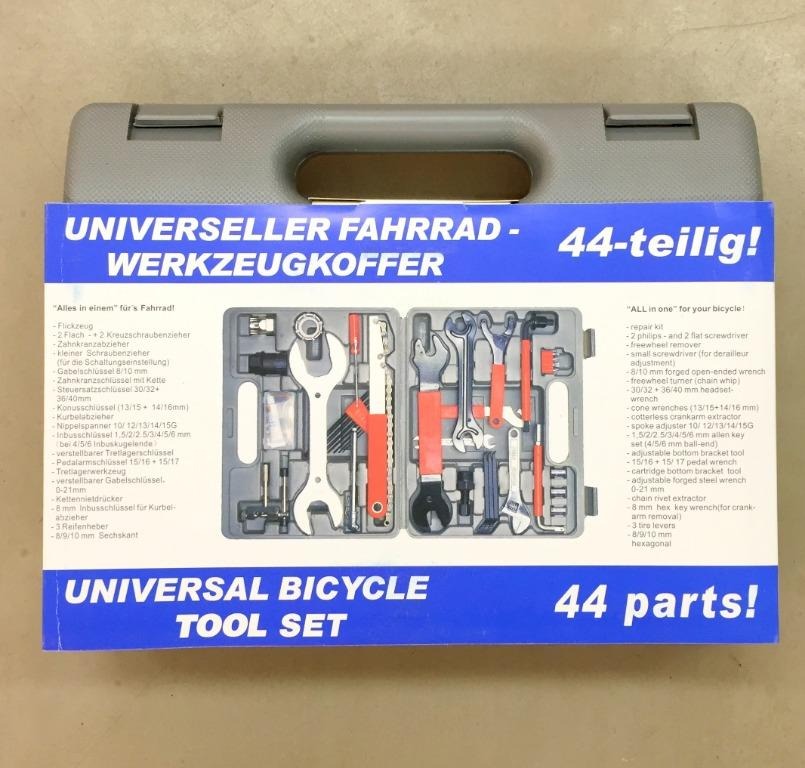 UNIVERSELLER FAHRRAD - 44-teilig!
WERKZEUGKOFFER
"Alles in einem" für's Fahrrad!
- Flickzeug
- 2 Flach - + 2 Kreuzschraubenzieher
- Zahnkranzabzieher
- kleiner Schraubenzieher
(für die Schaltungseinstellung)
- Gabelschlüssel 8/10 mm
- Zahnkranzschlüssel mit Kette
- Steuersatzschlüssel 30/32+
36/40mm
- Konusschlüssel (13/15 + 14/16mm)
- Kurbelabzieher
- Nippelspanner 10/ 12/13/14/15G
- Inbusschlüssel 1,5/2.5/3/4/5/6 mm
(bei 4/5/6 Inbuskugelende)
- verstellbarer Tretlagerschlüssel
- Pedalarmschlüssel 15/16 + 15/17
- Tretlagerwerkzeug
- verstellbarer Gabelschlüssel-
0-21mm
- Kettennietdrücker
- 8 mm Inbusschlüssel für Kurbel-
abzieher
- 3 Reifenheber
- 8/9/10 mm Sechskant
"ALL in one" for your bicycle!
- repair kit
- 2 philips - and 2 flat screwdriver
- freewheel remover
- small screwdriver (for derailleur
adjustment)
- 8/10 mm forged open-ended wrench
- freewheel turner (chain whip)
- 30/32 + 36/40 mm headset-
wrench
- cone wrenches (13/15+14/16 mm)
- cotterless crankarm extractor
- spoke adjuster 10/ 12/13/14/15G
- 1,5/2/2.5/3/4/5/6 mm allen key
set (4/5/6 mm ball-end)
- adjustable bottom bracket tool
- 15/16 + 15/ 17 pedal wrench
- cartridge bottom bracket tool
- adjustable forged steel wrench
0-21 mm
- chain rivet extractor
- 8 mm hex key wrench(for crank-
arm removal)
- 3 tire levers
- 8/9/10 mm
hexagonal
UNIVERSAL BICYCLE 44 parts!
TOOL SET